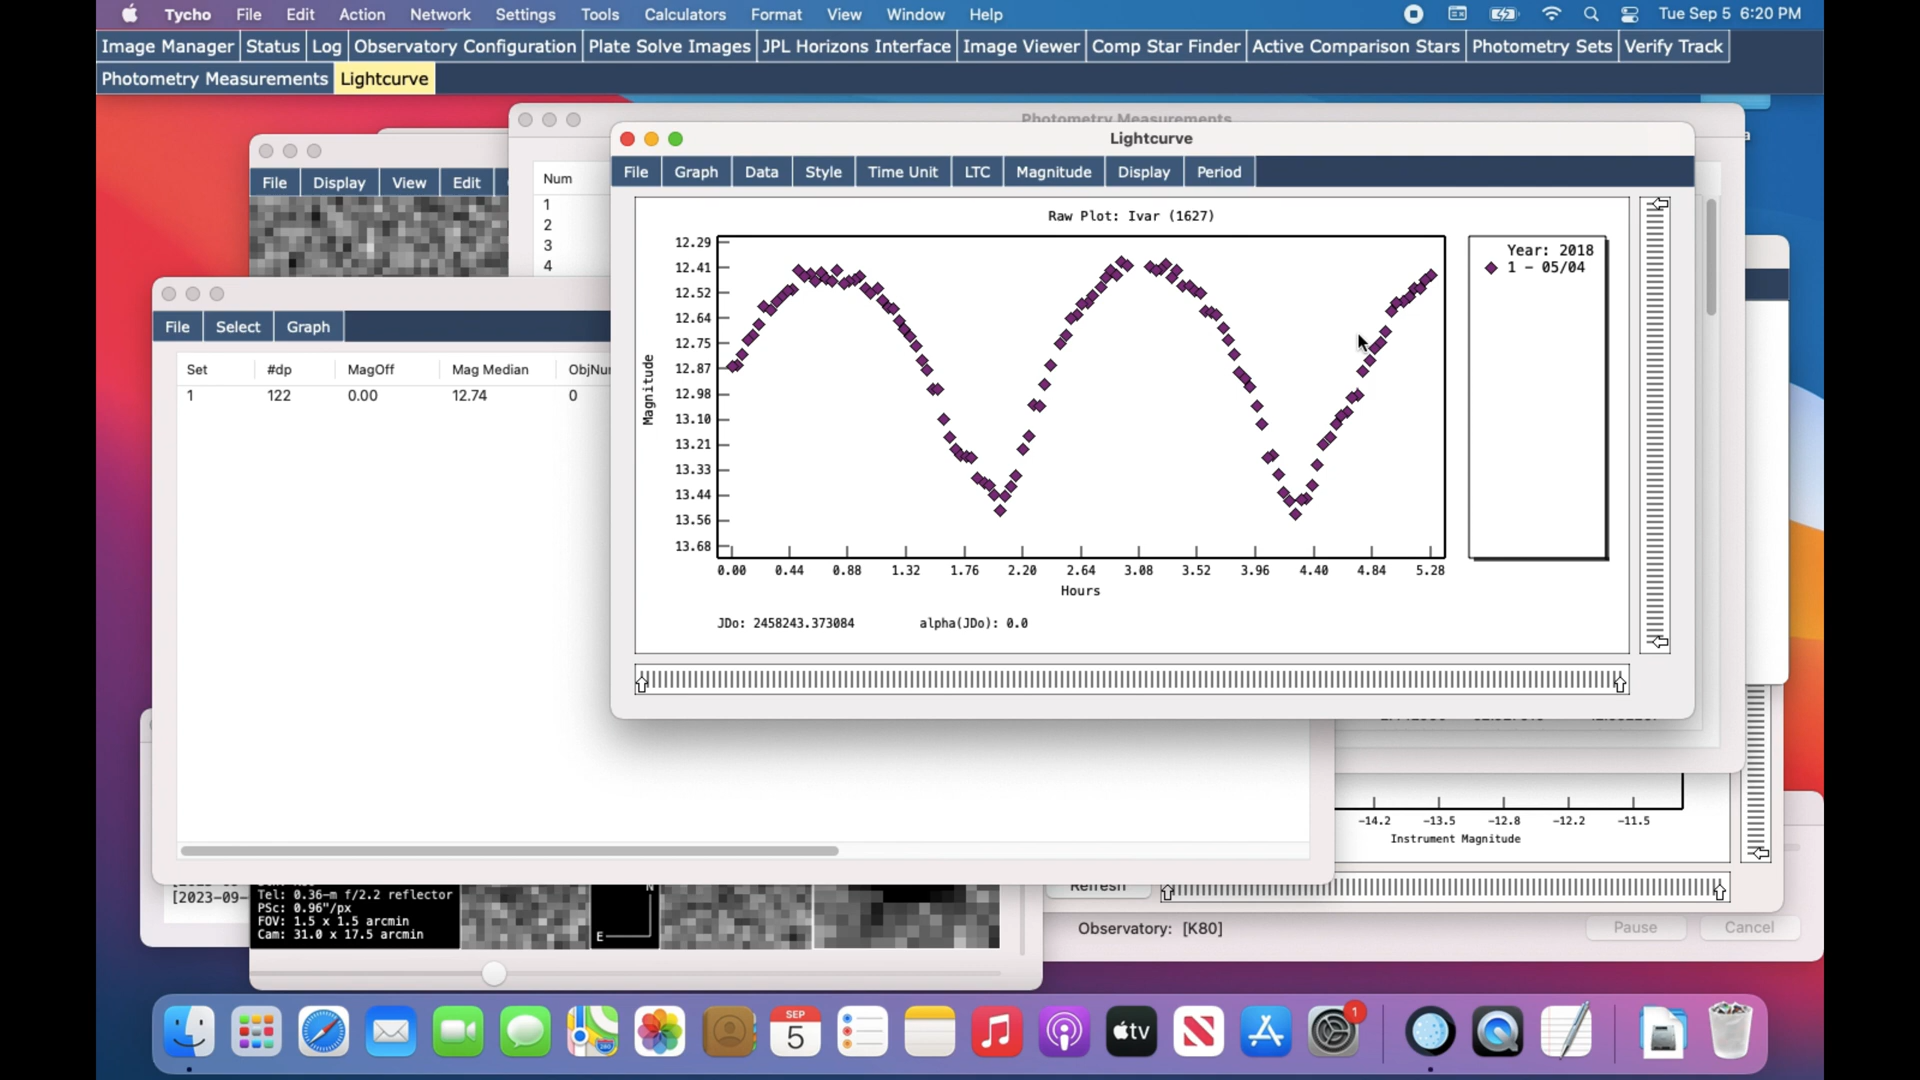 Tycho File Edit Action Network Settings Tools Calculators Format View Window Help Tue Sep 5 6:20 PM
Image Manager Status Log Observatory Configuration Plate Solve Images JPL Horizons Interface Image Viewer Comp Star Finder Active Comparison Stars Photometry Sets Verify Track
Photometry Measurements Lightcurve
Photometry Measurements
Lightcurve
File Graph Data Style Time Unit LTC Magnitude Display Period
File Display View Edit
Num
1
2
3
4
Raw Plot: Ivar (1627)
Magnitude
12.29
12.41
12.52
12.64
12.75
12.87
12.98
13.10
13.21
13.33
13.44
13.56
13.68
0.00 0.44 0.88 1.32 1.76 2.20 2.64 3.08 3.52 3.96 4.40 4.84 5.28
Hours
JDo: 2458243.373084 alpha(JDo): 0.0
Year: 2018
1 - 05/04
File Select Graph
Set #dp MagOff Mag Median
1 122 0.00 12.74 0
-14.2 -13.5 -12.8 -12.2 -11.5
Instrument Magnitude
Refresh
[2023-09-
Tel: 0.36-m f/2.2 reflector
PSc: 0.96"/px
FOV: 1.5 x 1.5 arcmin
Cam: 31.0 x 17.5 arcmin
N
E
Observatory: [K80]
Pause Cancel
SEP
5
tv
1